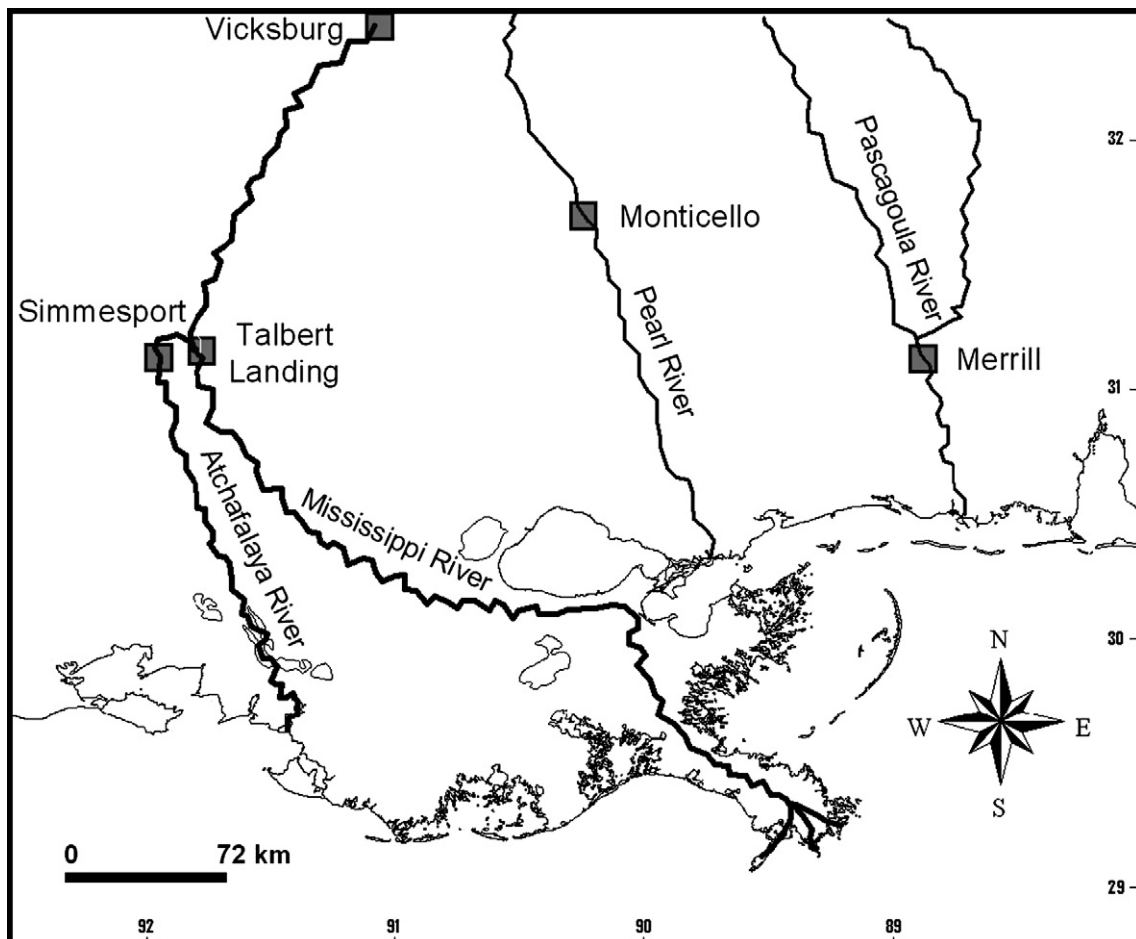 Vicksburg
32
Pascagoula River
Monticello
Simmesport
Pearl River
Talbert
Landing
Merrill
31
Atchafalaya River
Mississippi River
30
N
W
E
S
0
72 km
29
92
91
90
89